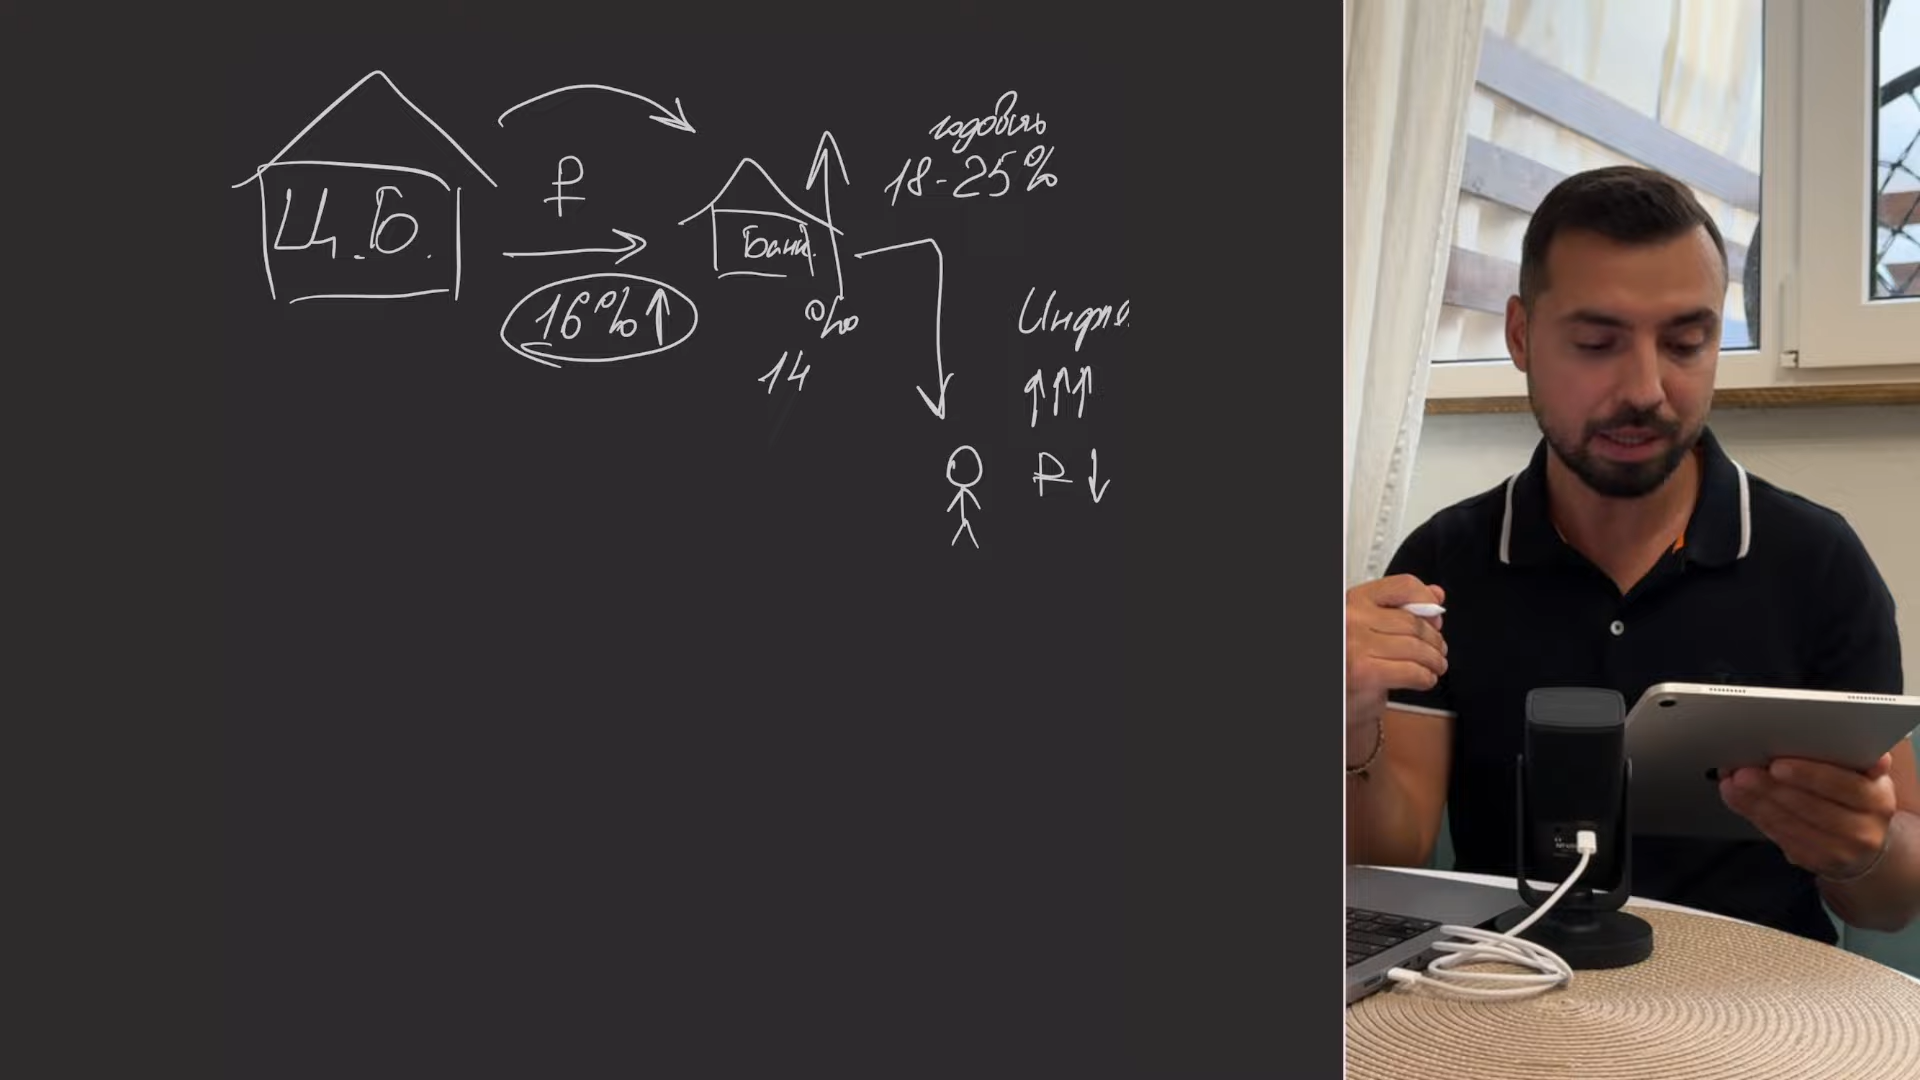 Ц.Б.
₽
16%↑
Банк.
%
14
годовых
18-25%
Инфля
↑↑↑
₽↓